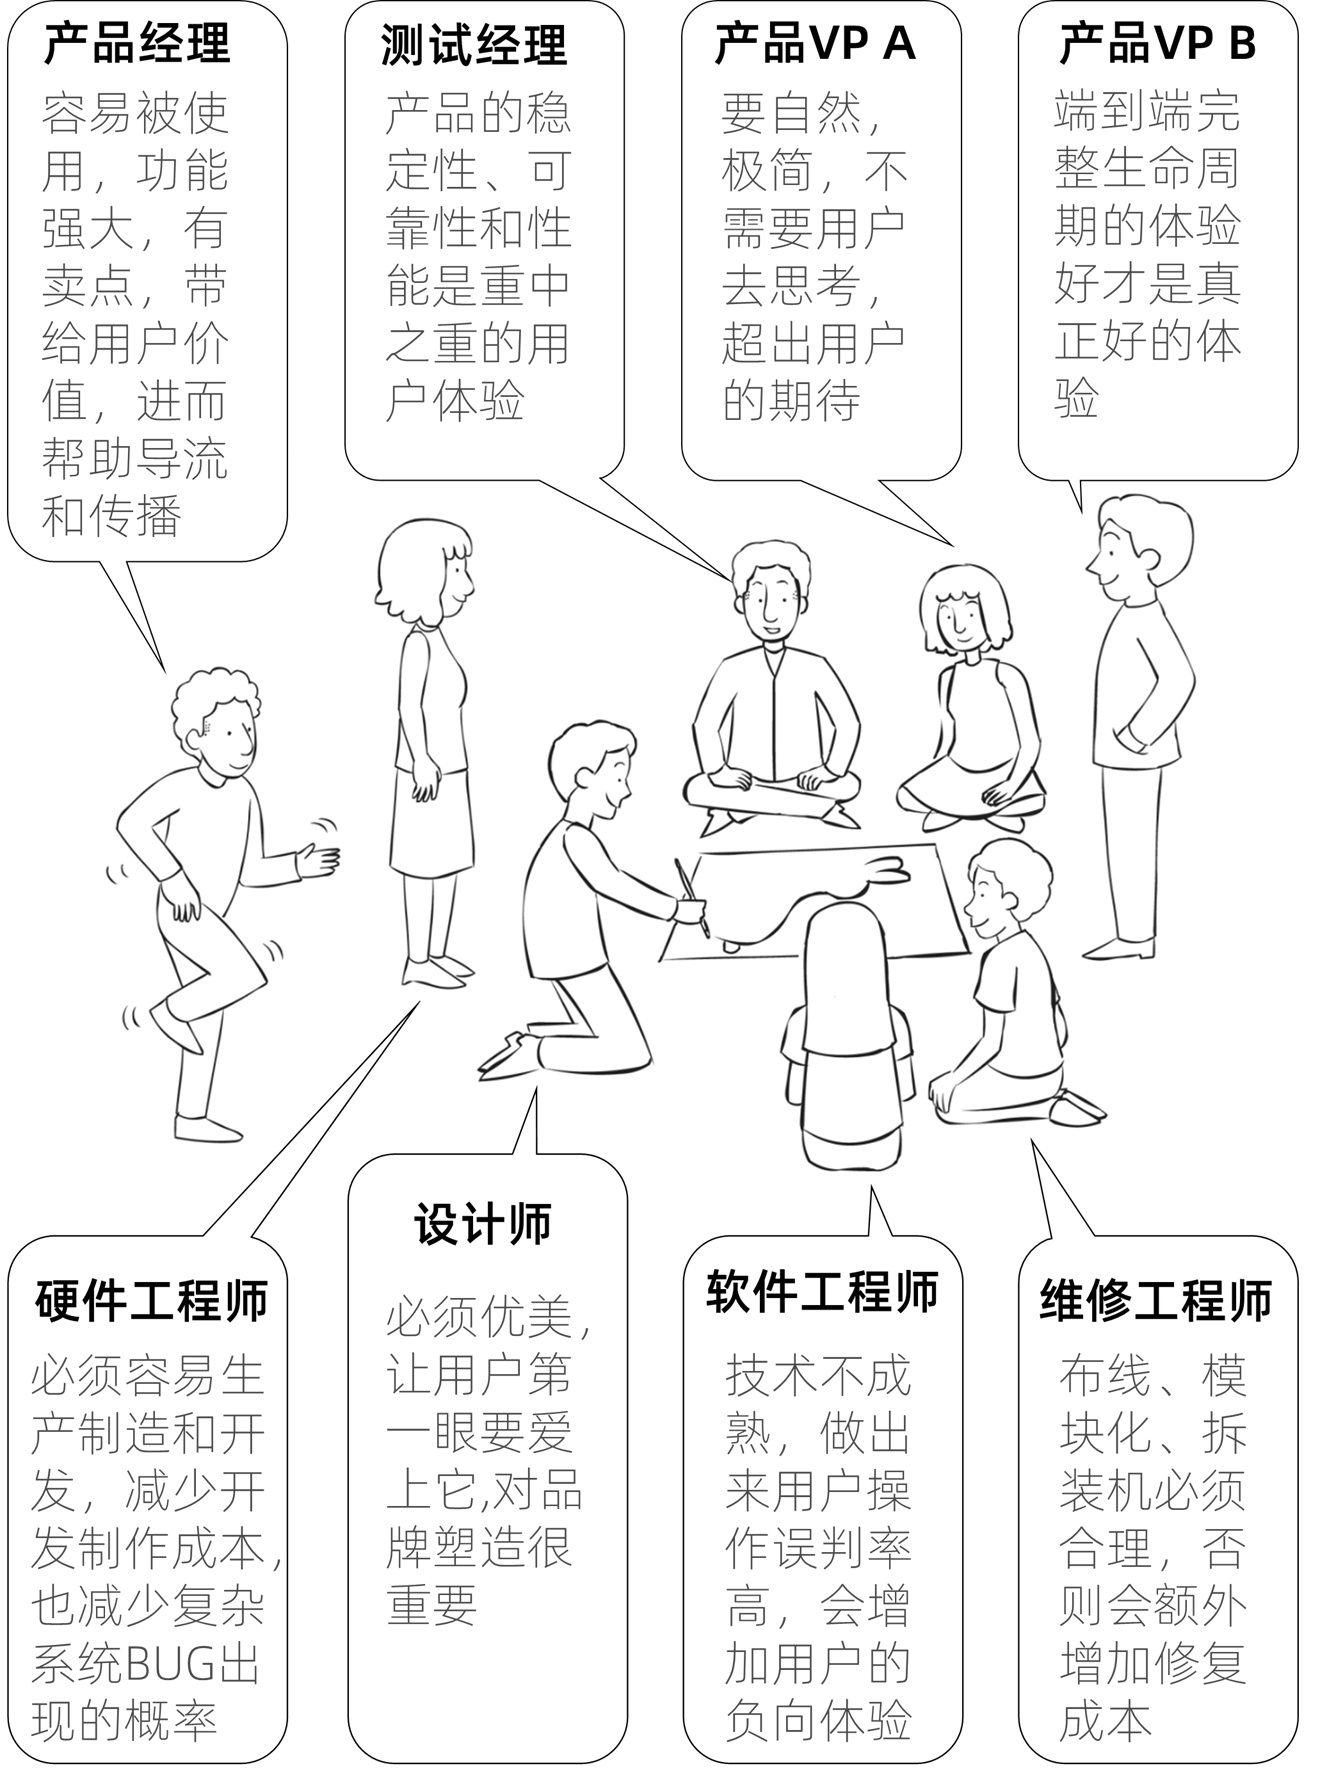 产品经理
容易被使
用，功能
强大，有
卖点，带
给用户价
值，进而
帮助导流
和传播
测试经理
产品的稳
定性、可
靠性和性
能是重中
之重的用
户体验
产品VP A
要自然，
极简，不
需要用户
去思考，
超出用户
的期待
产品VP B
端到端完
整生命周
期的体验
好才是真
正好的体
验
硬件工程师
必须容易生
产制造和开
发，减少开
发制作成本，
也减少复杂
系统BUG出
现的概率
设计师
必须优美，
让用户第
一眼要爱
上它,对品
牌塑造很
重要
软件工程师
技术不成
熟，做出
来用户操
作误判率
高，会增
加用户的
负向体验
维修工程师
布线、模
块化、拆
装机必须
合理，否
则会额外
增加修复
成本